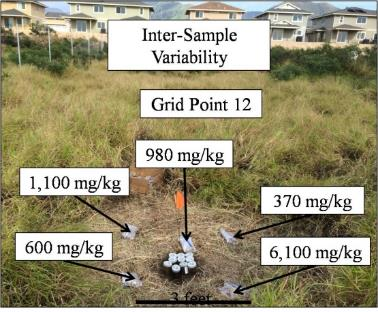 Inter-Sample
Variability
Grid Point 12
980 mg/kg
1,100 mg/kg
370 mg/kg
600 mg/kg
6,100 mg/kg
3 feet